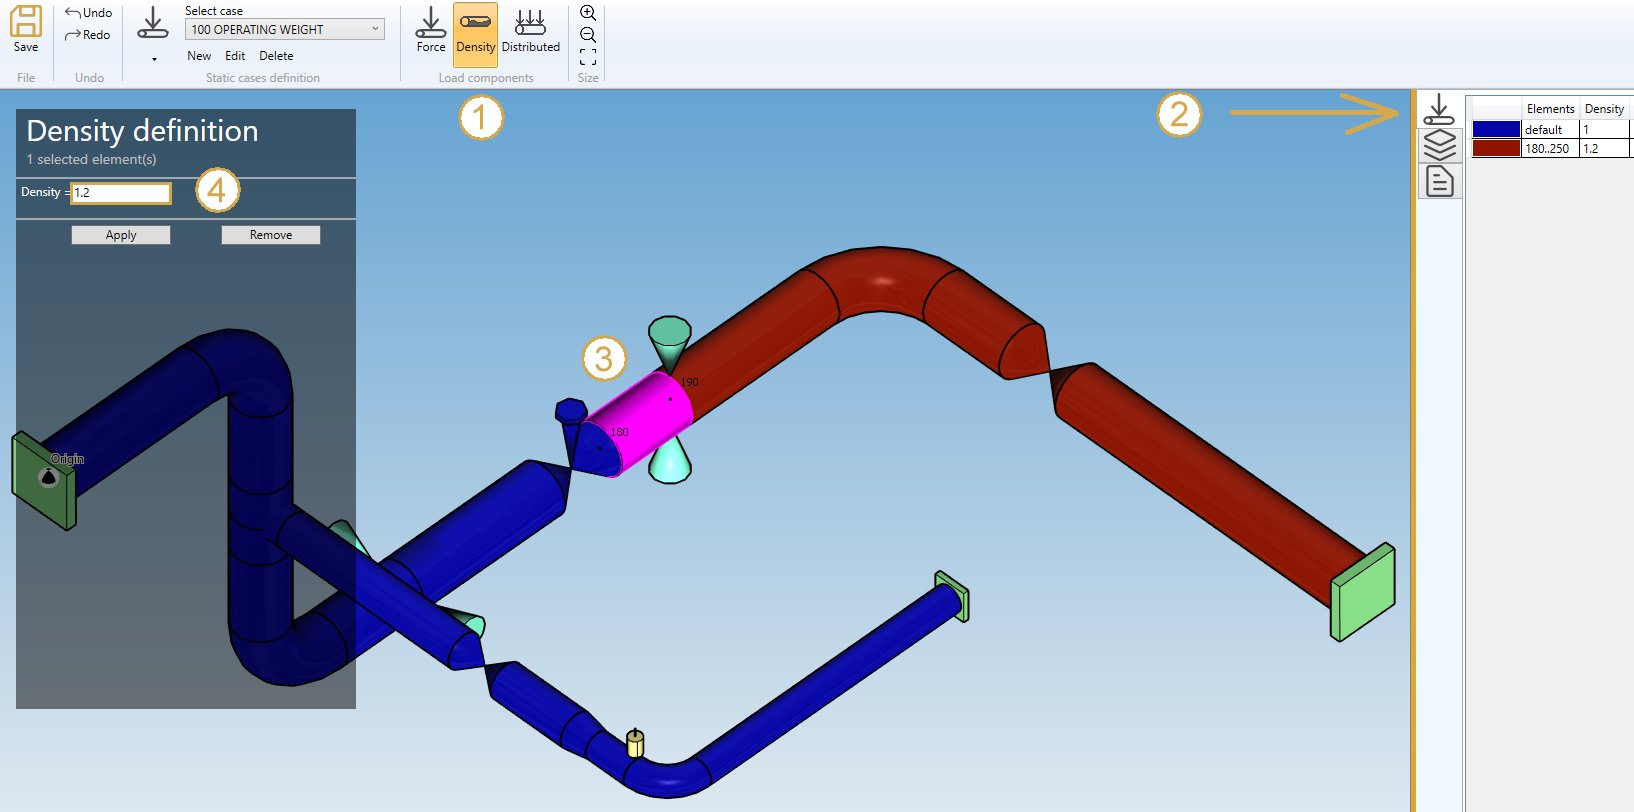 Save
File
Undo
Redo
Undo
Select case
100 OPERATING WEIGHT
New Edit Delete
Static cases definition
Force Density Distributed
Load components
Size
1
2
Density definition
1 selected element(s)
Density = 1.2
4
Apply Remove
3
190
180
Origin
Elements Density
default 1
180..250 1.2